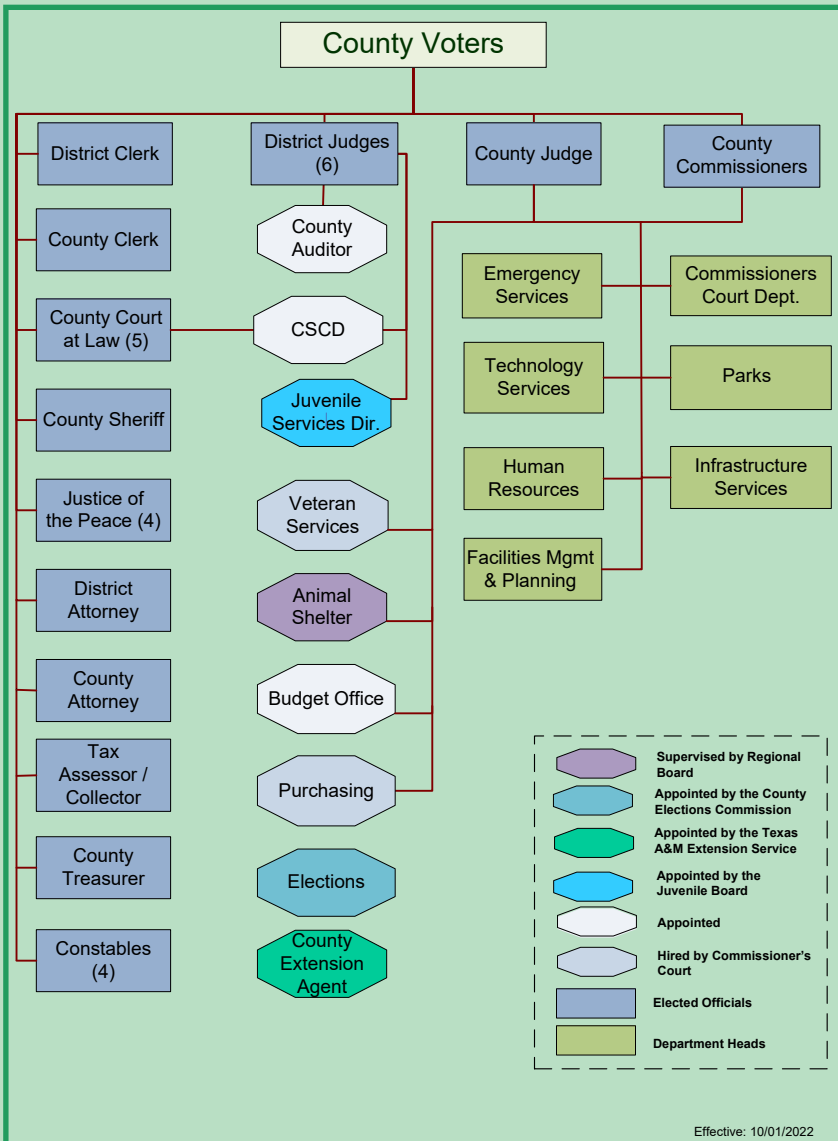 County Voters
District Clerk
District Judges
(6)
County Judge
County
Commissioners
County Clerk
County
Auditor
Emergency
Services
Commissioners
Court Dept.
County Court
at Law (5)
CSCD
Technology
Services
Parks
County Sheriff
Juvenile
Services Dir.
Human
Resources
Infrastructure
Services
Justice of
the Peace (4)
Veteran
Services
Facilities Mgmt
& Planning
District
Attorney
Animal
Shelter
County
Attorney
Budget Office
Tax
Assessor /
Collector
Purchasing
County
Treasurer
Elections
Constables
(4)
County
Extension
Agent
Supervised by Regional
Board
Appointed by the County
Elections Commission
Appointed by the Texas
A&M Extension Service
Appointed by the
Juvenile Board
Appointed
Hired by Commissioner's
Court
Elected Officials
Department Heads
Effective: 10/01/2022